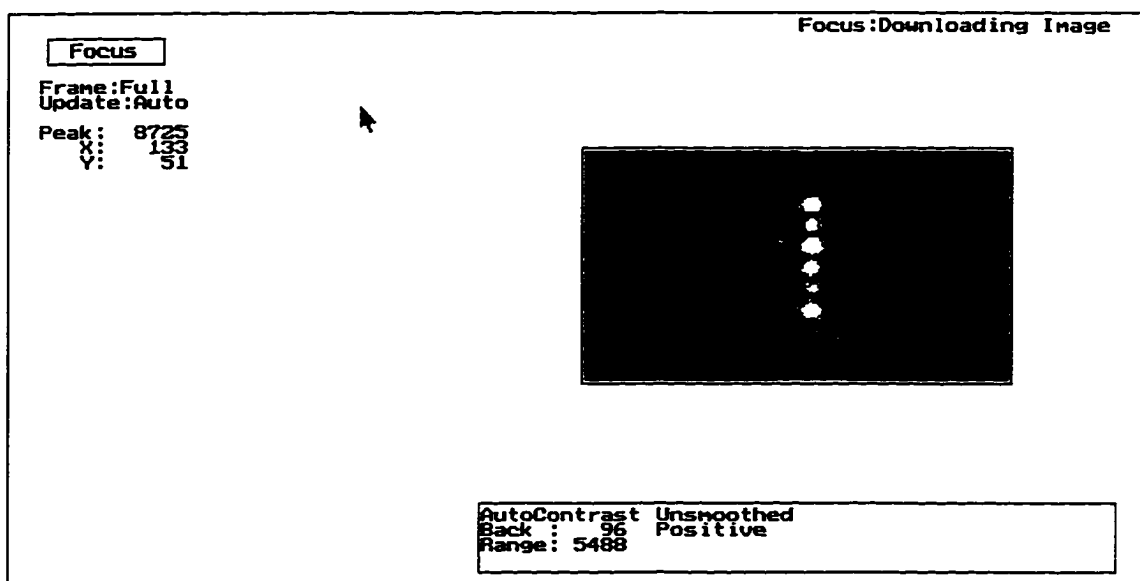 Focus:Downloading Image
Focus
Frame:Full
Update:Auto
Peak: 8725
X: 133
Y: 51
AutoContrast Unsmoothed
Back : 96 Positive
Range: 5488